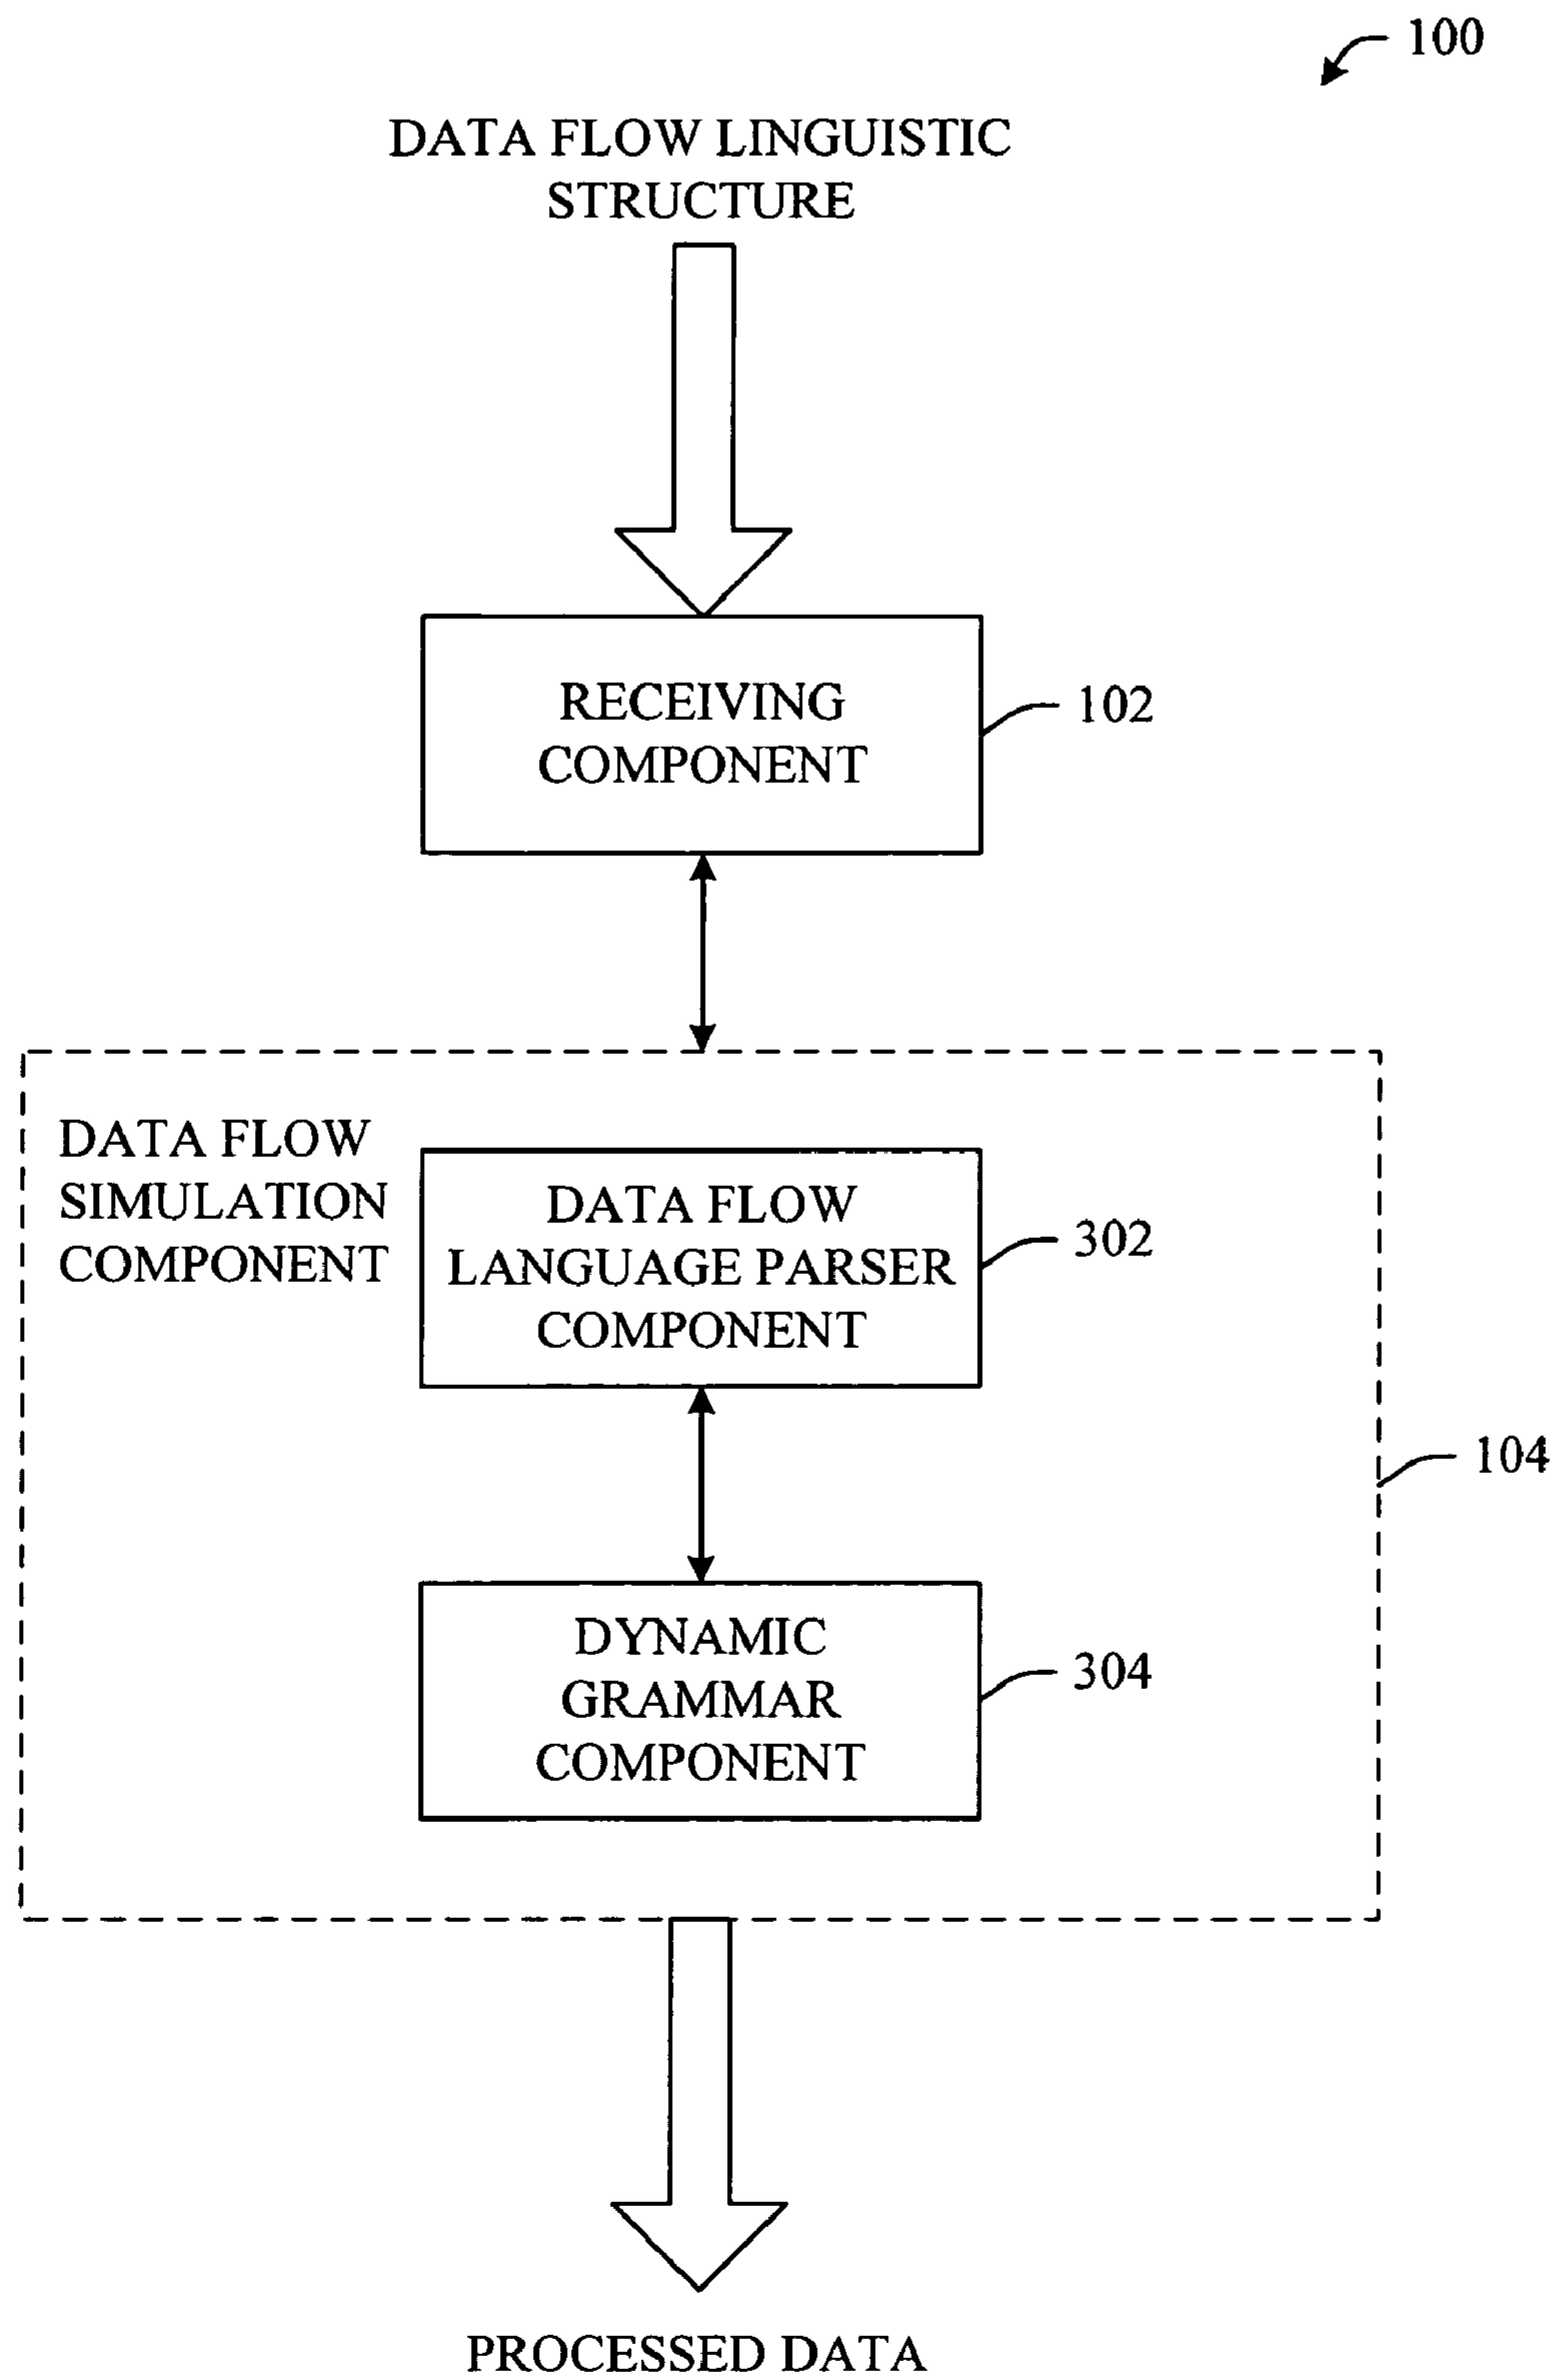 100
DATA FLOW LINGUISTIC
STRUCTURE
RECEIVING
COMPONENT
102
DATA FLOW
SIMULATION
COMPONENT
DATA FLOW
LANGUAGE PARSER
COMPONENT
302
104
DYNAMIC
GRAMMAR
COMPONENT
304
PROCESSED DATA